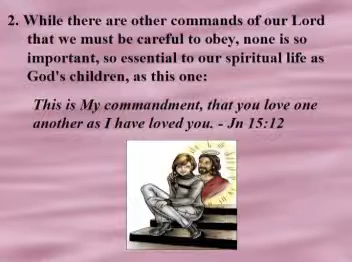 2. While there are other commands of our Lord
that we must be careful to obey, none is so
important, so essential to our spiritual life as
God's children, as this one:
This is My commandment, that you love one
another as I have loved you. - Jn 15:12